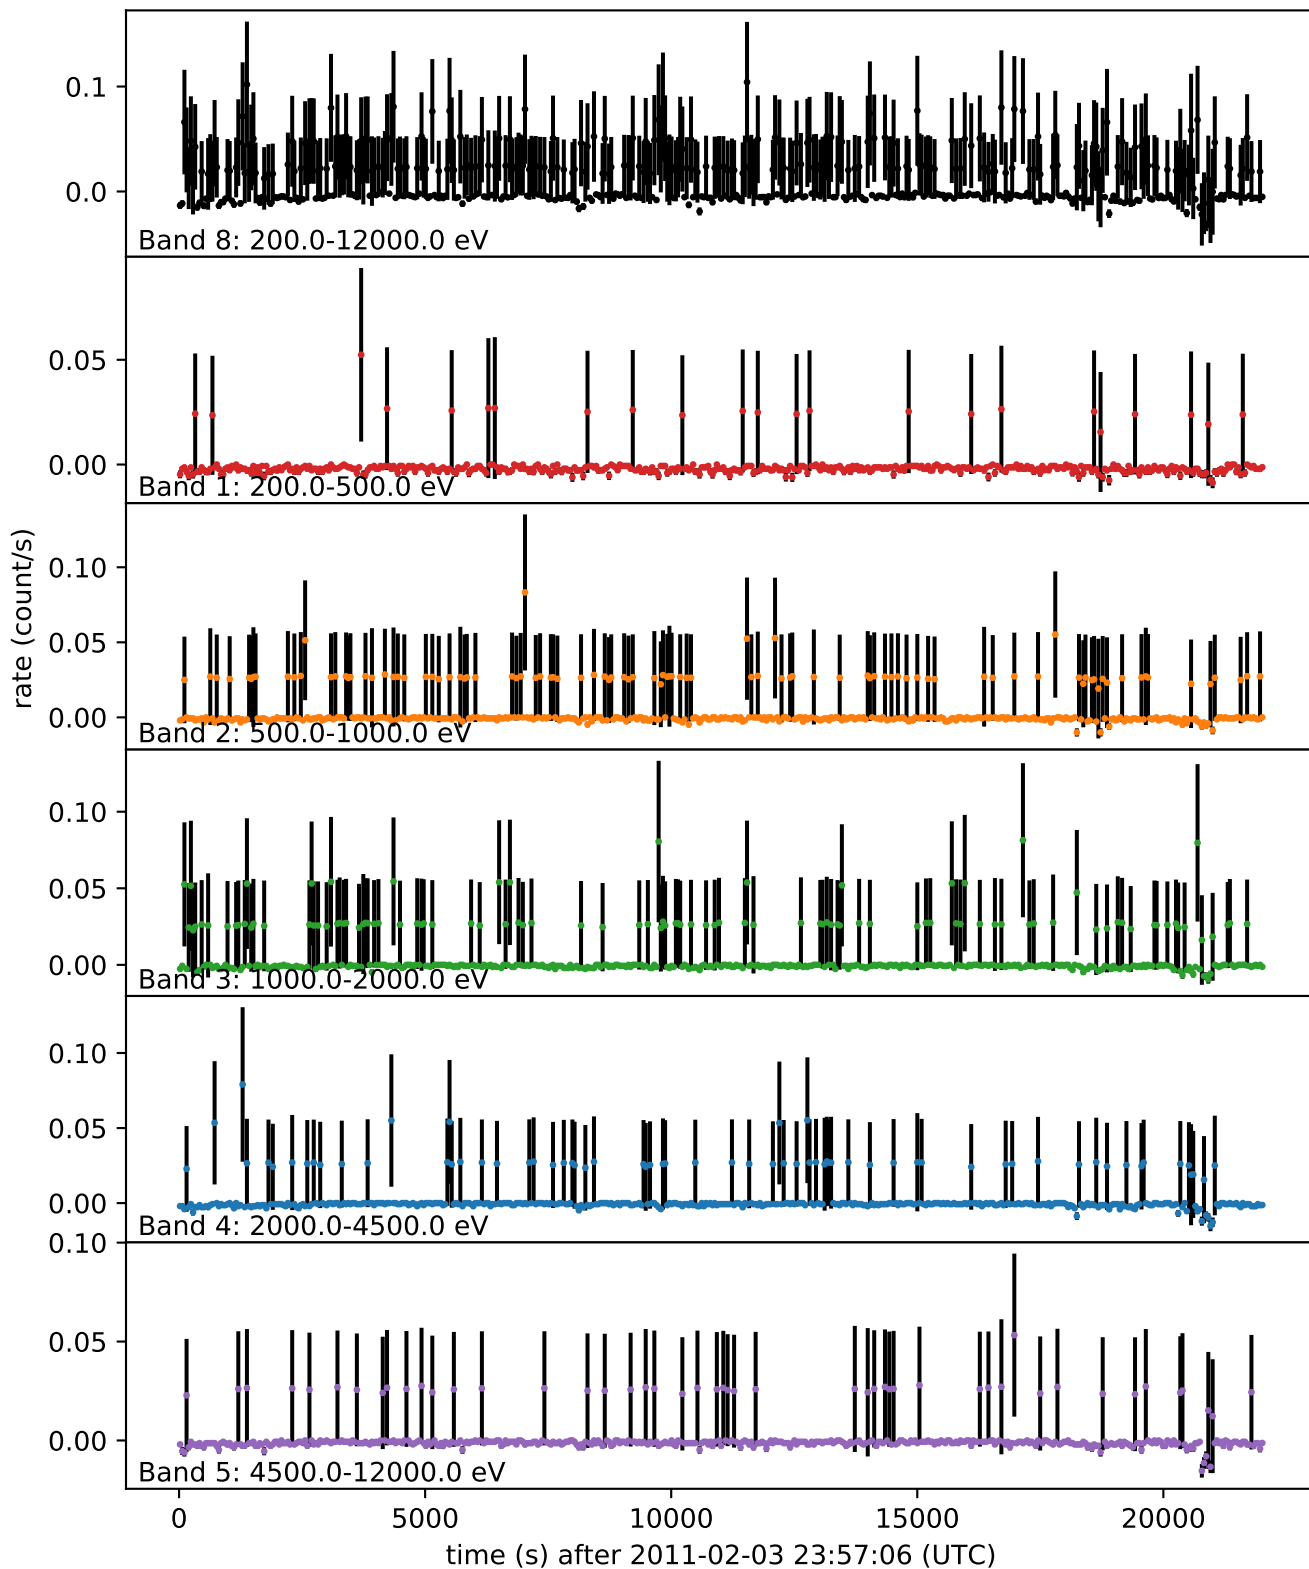 0.1
0.0
Band 8: 200.0-12000.0 eV
0.05
0.00
Band 1: 200.0-500.0 eV
rate (count/s)
0.10
0.05
0.00
Band 2: 500.0-1000.0 eV
0.10
0.05
0.00
Band 3: 1000.0-2000.0 eV
0.10
0.05
0.00
Band 4: 2000.0-4500.0 eV
0.10
0.05
0.00
Band 5: 4500.0-12000.0 eV
0 5000 10000 15000 20000
time (s) after 2011-02-03 23:57:06 (UTC)